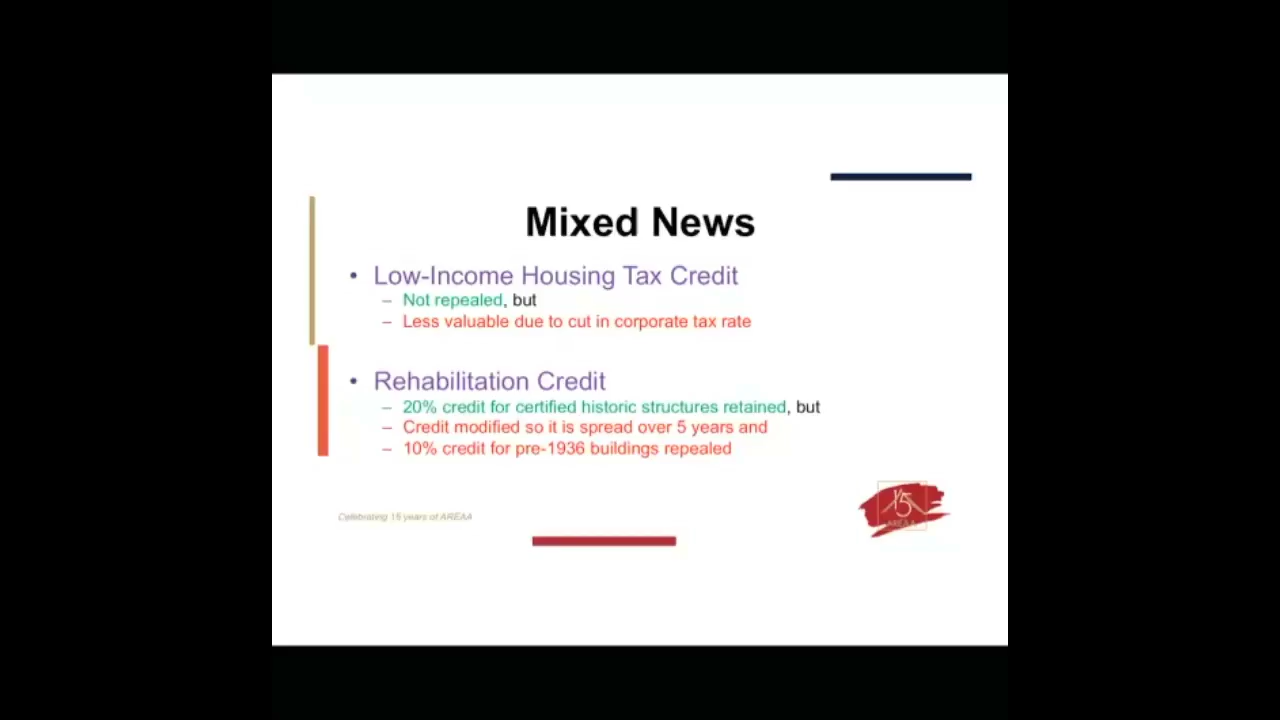 Mixed News
• Low-Income Housing Tax Credit
– Not repealed, but
– Less valuable due to cut in corporate tax rate
• Rehabilitation Credit
– 20% credit for certified historic structures retained, but
– Credit modified so it is spread over 5 years and
– 10% credit for pre-1936 buildings repealed
15
AREAA
Celebrating 15 years of AREAA